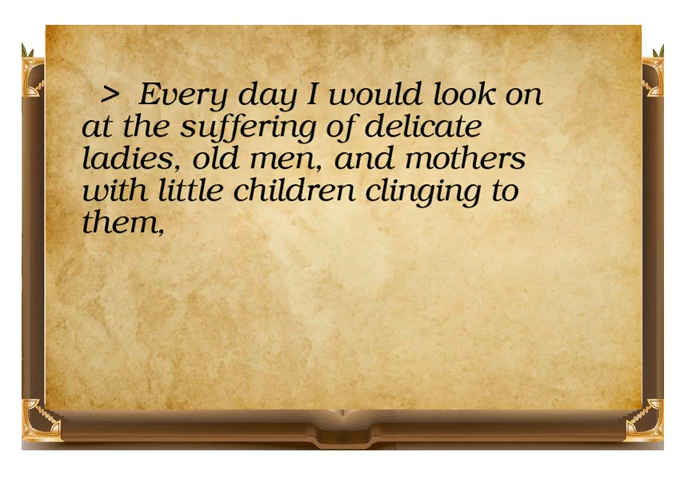 > Every day I would look on
at the suffering of delicate
ladies, old men, and mothers
with little children clinging to
them,